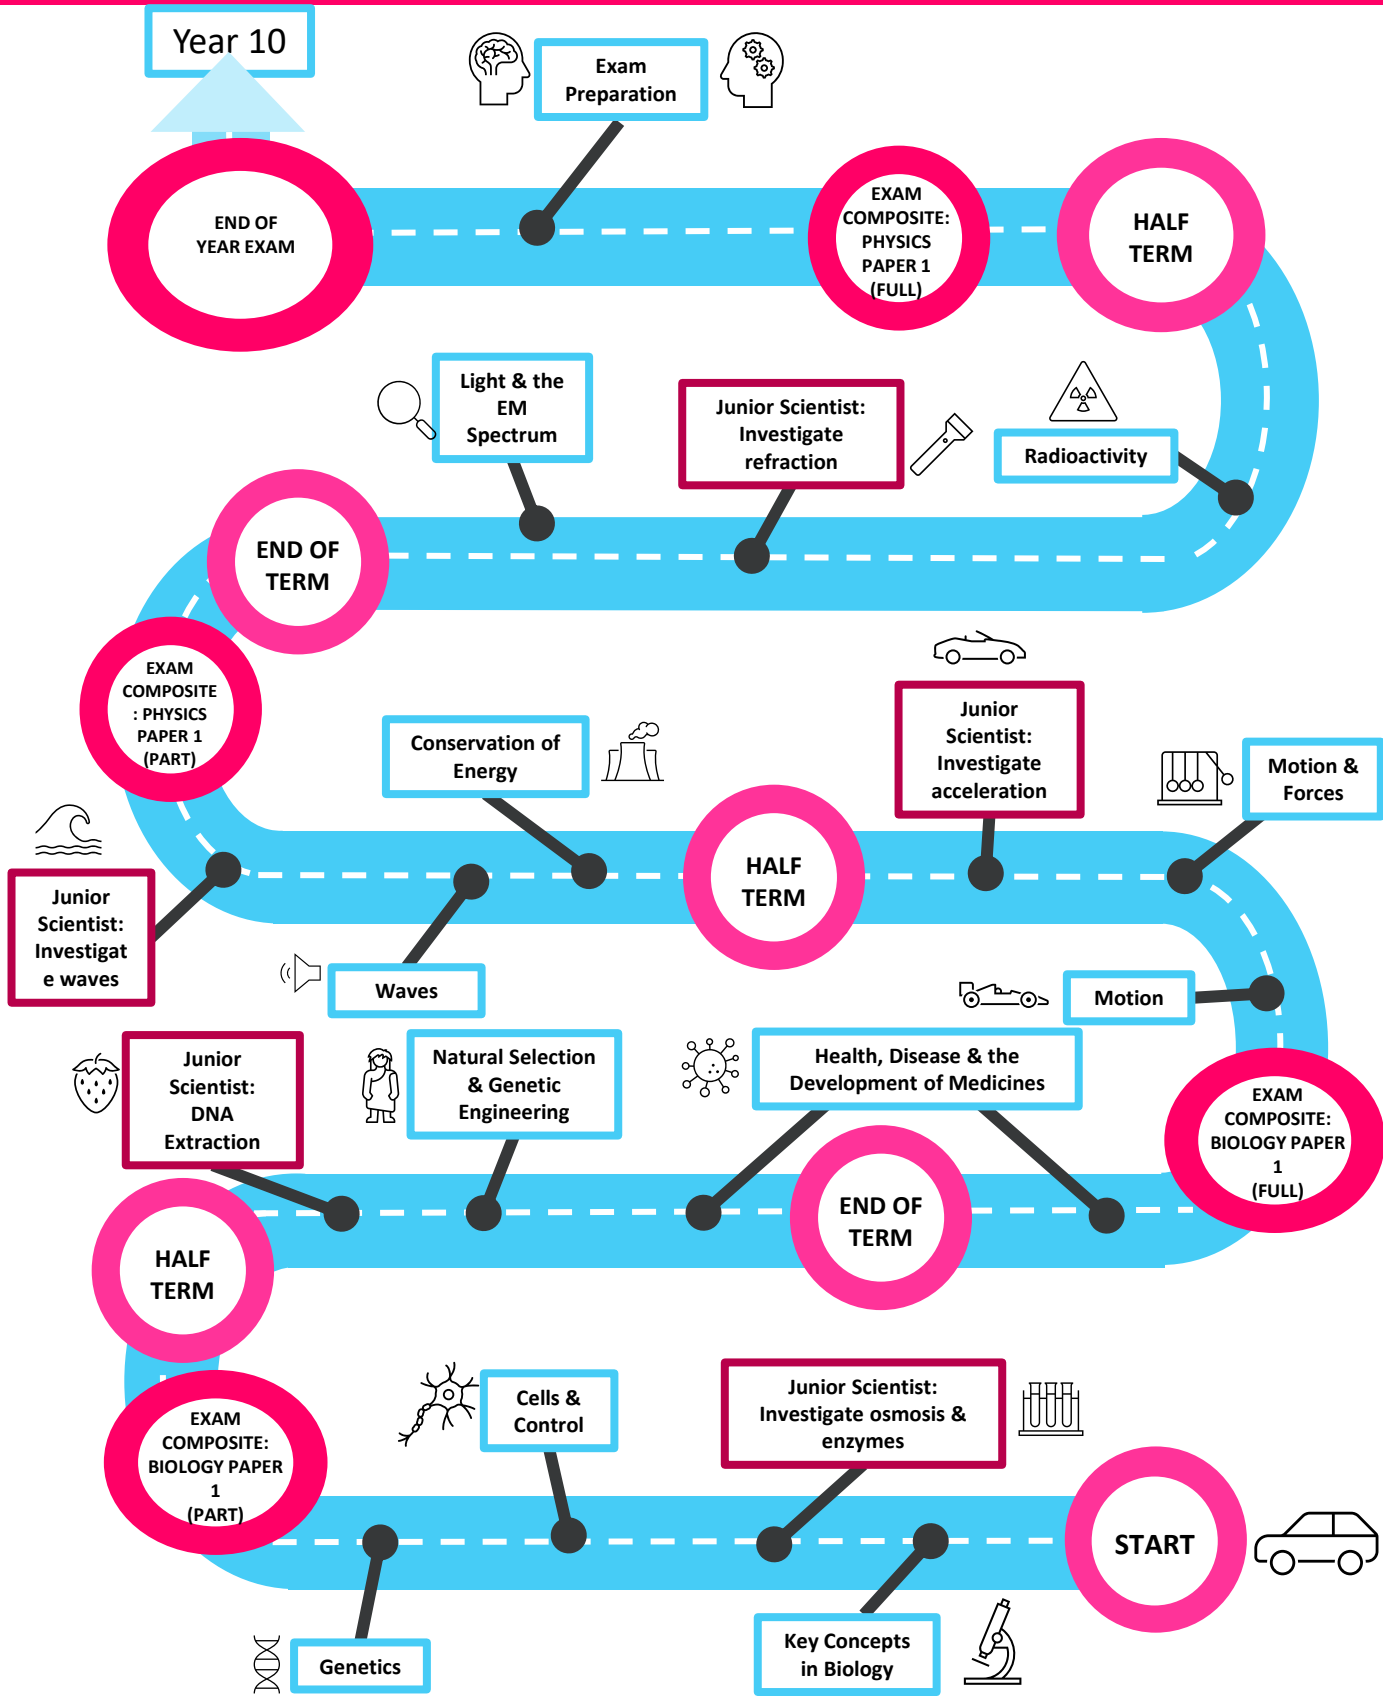 Year 10
Exam
Preparation
END OF
YEAR EXAM
EXAM
COMPOSITE:
PHYSICS
PAPER 1
(FULL)
HALF
TERM
Light & the
EM
Spectrum
Junior Scientist:
Investigate
refraction
Radioactivity
END OF
TERM
EXAM
COMPOSITE
: PHYSICS
PAPER 1
(PART)
Conservation of
Energy
Junior
Scientist:
Investigate
acceleration
Motion &
Forces
HALF
TERM
Junior
Scientist:
Investigat
e waves
Waves
Motion
Junior
Scientist:
DNA
Extraction
Natural Selection
& Genetic
Engineering
Health, Disease & the
Development of Medicines
EXAM
COMPOSITE:
BIOLOGY PAPER
1
(FULL)
END OF
TERM
HALF
TERM
EXAM
COMPOSITE:
BIOLOGY PAPER
1
(PART)
Cells &
Control
Junior Scientist:
Investigate osmosis &
enzymes
START
Genetics
Key Concepts
in Biology